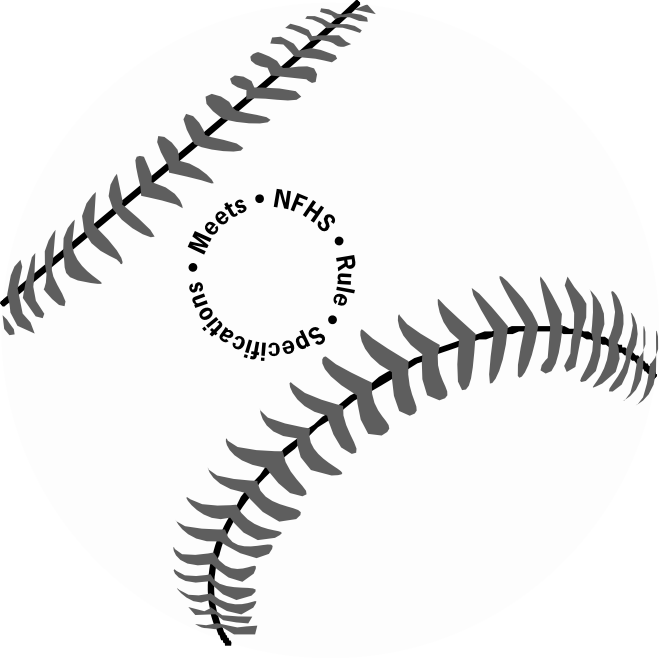 Meets • NFHS • Rule • Specifications •